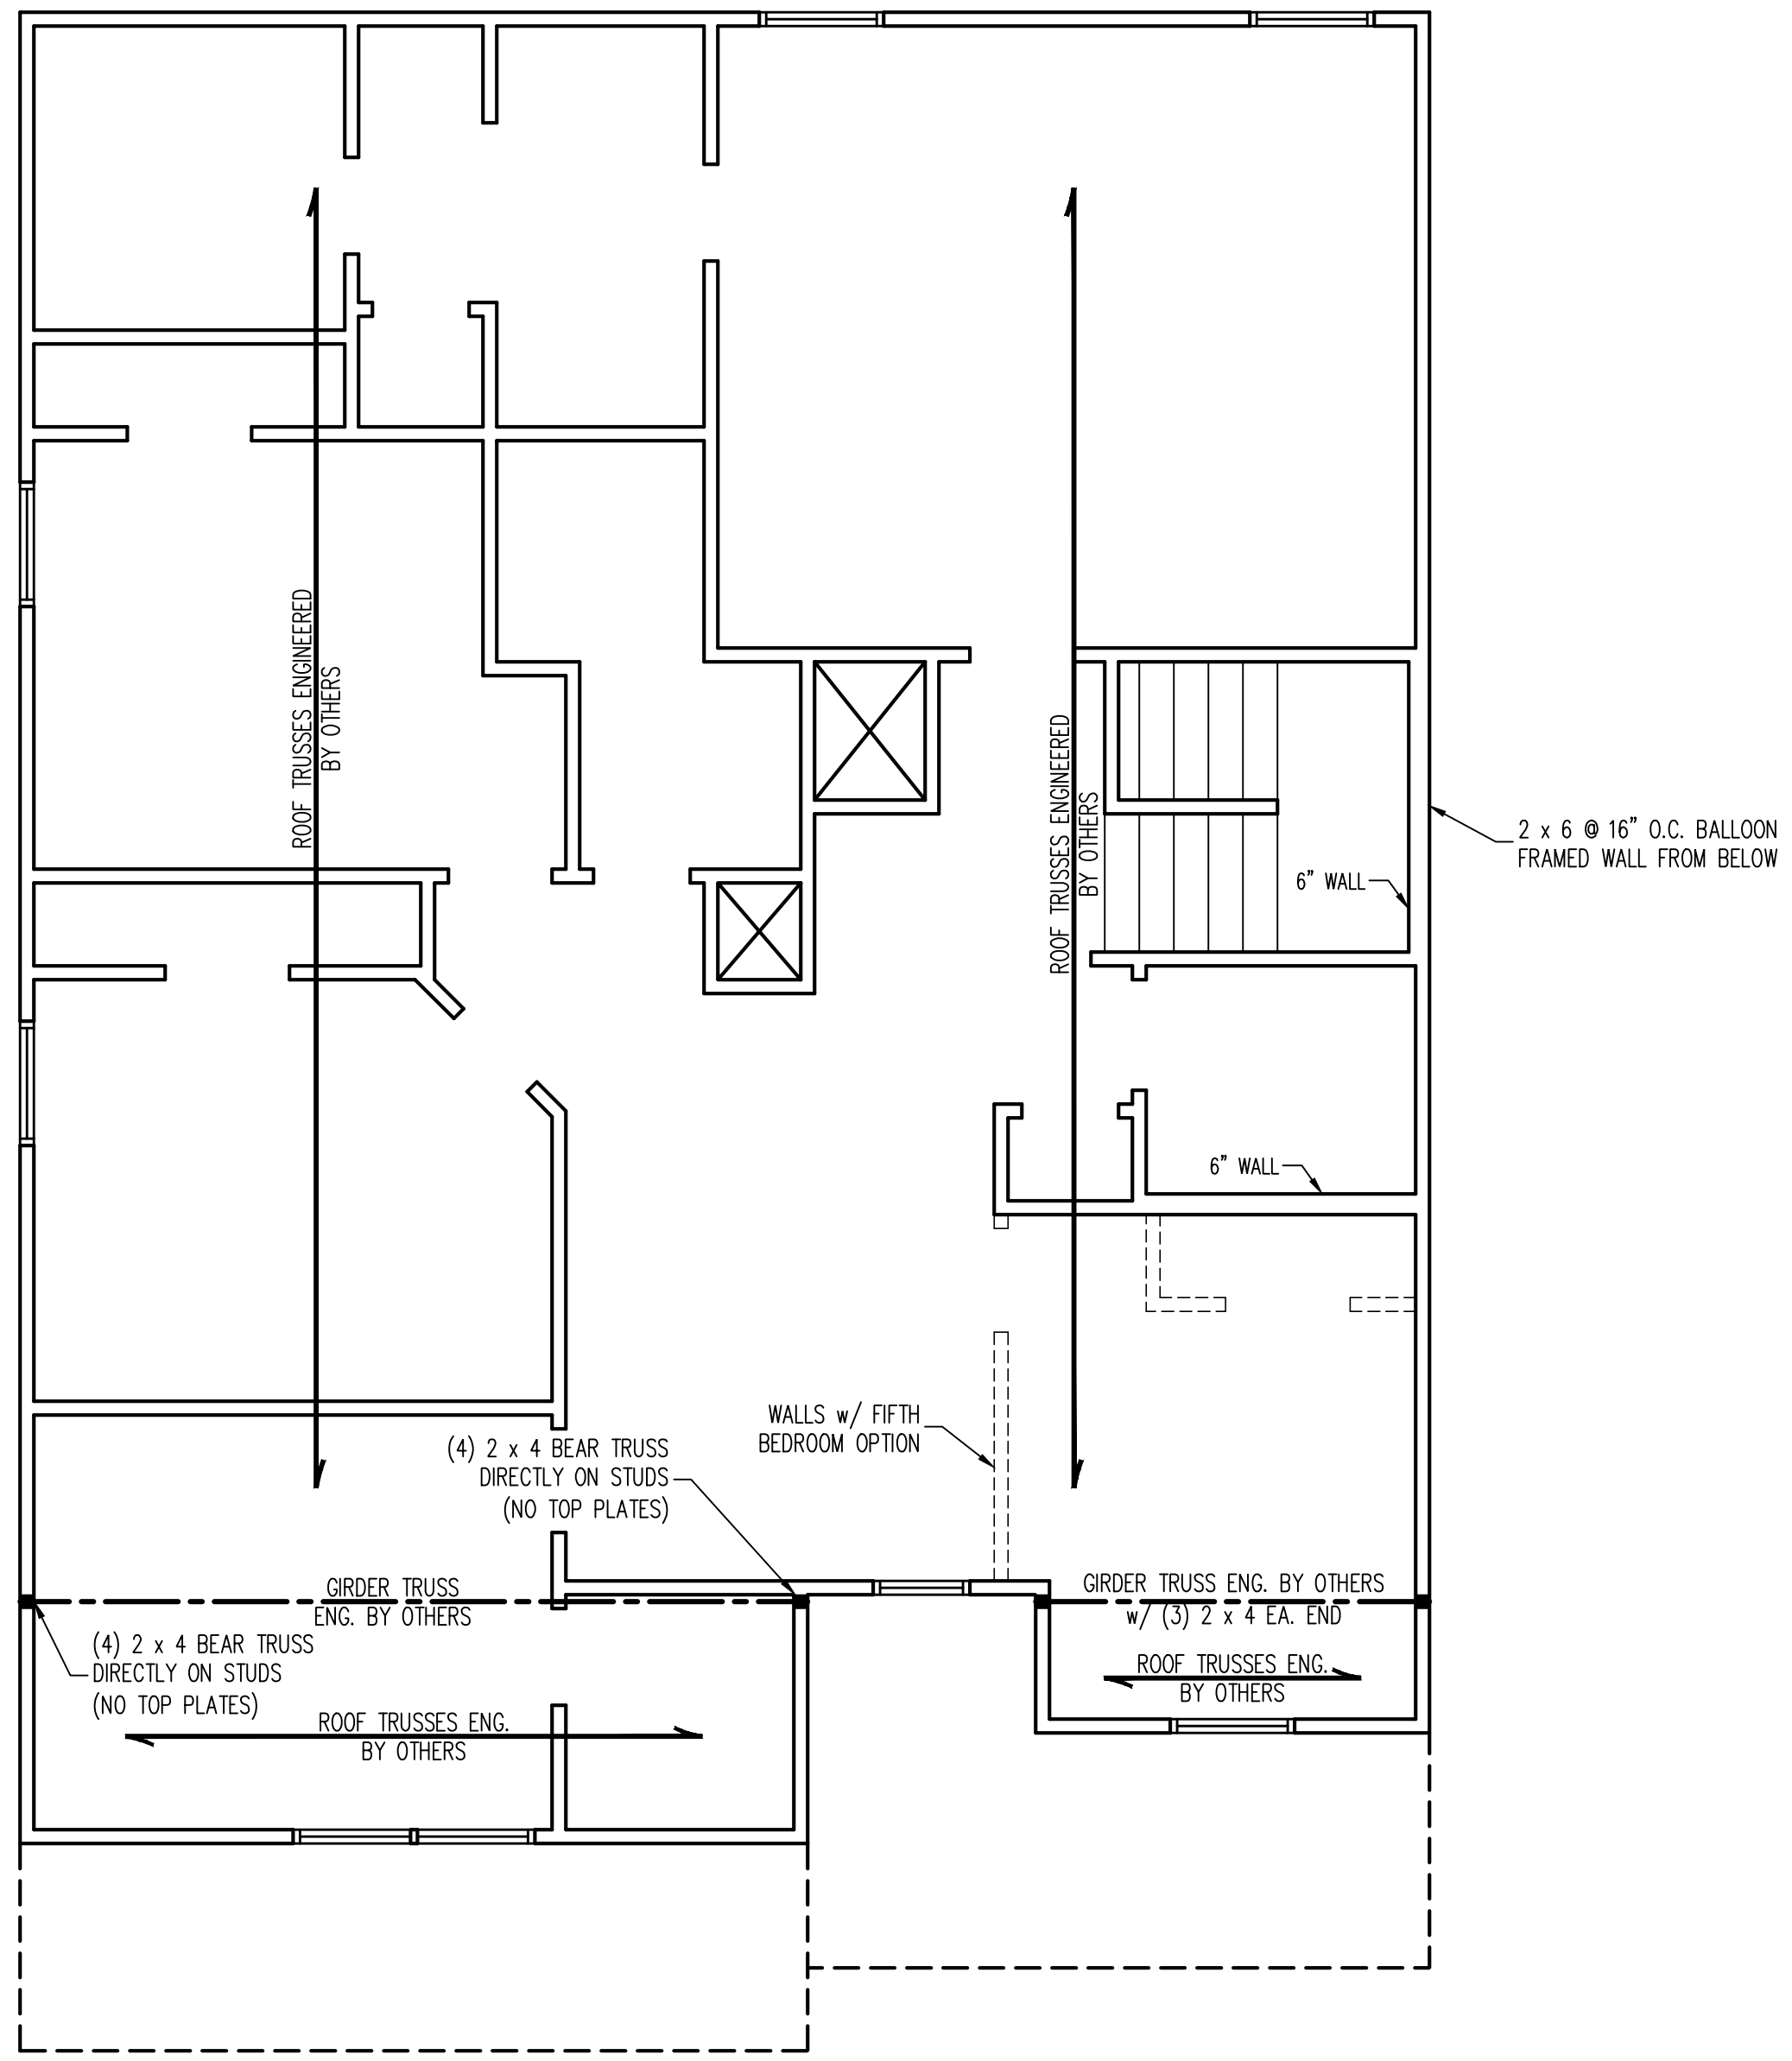 ROOF TRUSSES ENGINEERED
BY OTHERS
ROOF TRUSSES ENGINEERED
BY OTHERS
2 x 6 @ 16" O.C. BALLOON
FRAMED WALL FROM BELOW
6" WALL
6" WALL
WALLS w/ FIFTH
BEDROOM OPTION
(4) 2 x 4 BEAR TRUSS
DIRECTLY ON STUDS
(NO TOP PLATES)
GIRDER TRUSS
ENG. BY OTHERS
GIRDER TRUSS ENG. BY OTHERS
w/ (3) 2 x 4 EA. END
(4) 2 x 4 BEAR TRUSS
DIRECTLY ON STUDS
(NO TOP PLATES)
ROOF TRUSSES ENG.
BY OTHERS
ROOF TRUSSES ENG.
BY OTHERS